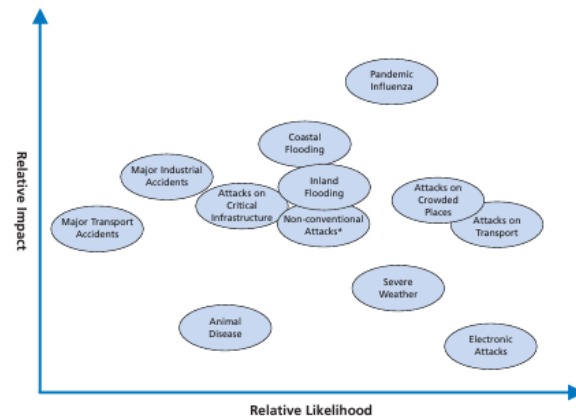 Pandemic
Influenza
Coastal
Flooding
Major Industrial
Accidents
Inland
Flooding
Attacks on
Critical
Infrastructure
Attacks on
Crowded
Places
Major Transport
Accidents
Non-conventional
Attacks*
Attacks on
Transport
Severe
Weather
Animal
Disease
Electronic
Attacks
Relative Impact
Relative Likelihood